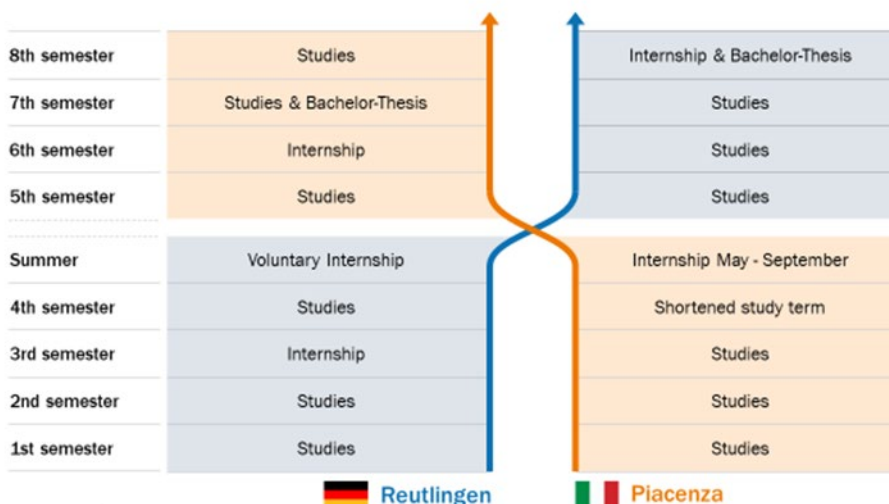 8th semester Studies Internship & Bachelor-Thesis
7th semester Studies & Bachelor-Thesis Studies
6th semester Internship Studies
5th semester Studies Studies
Summer Voluntary Internship Internship May - September
4th semester Studies Shortened study term
3rd semester Internship Studies
2nd semester Studies Studies
1st semester Studies Studies
Reutlingen Piacenza